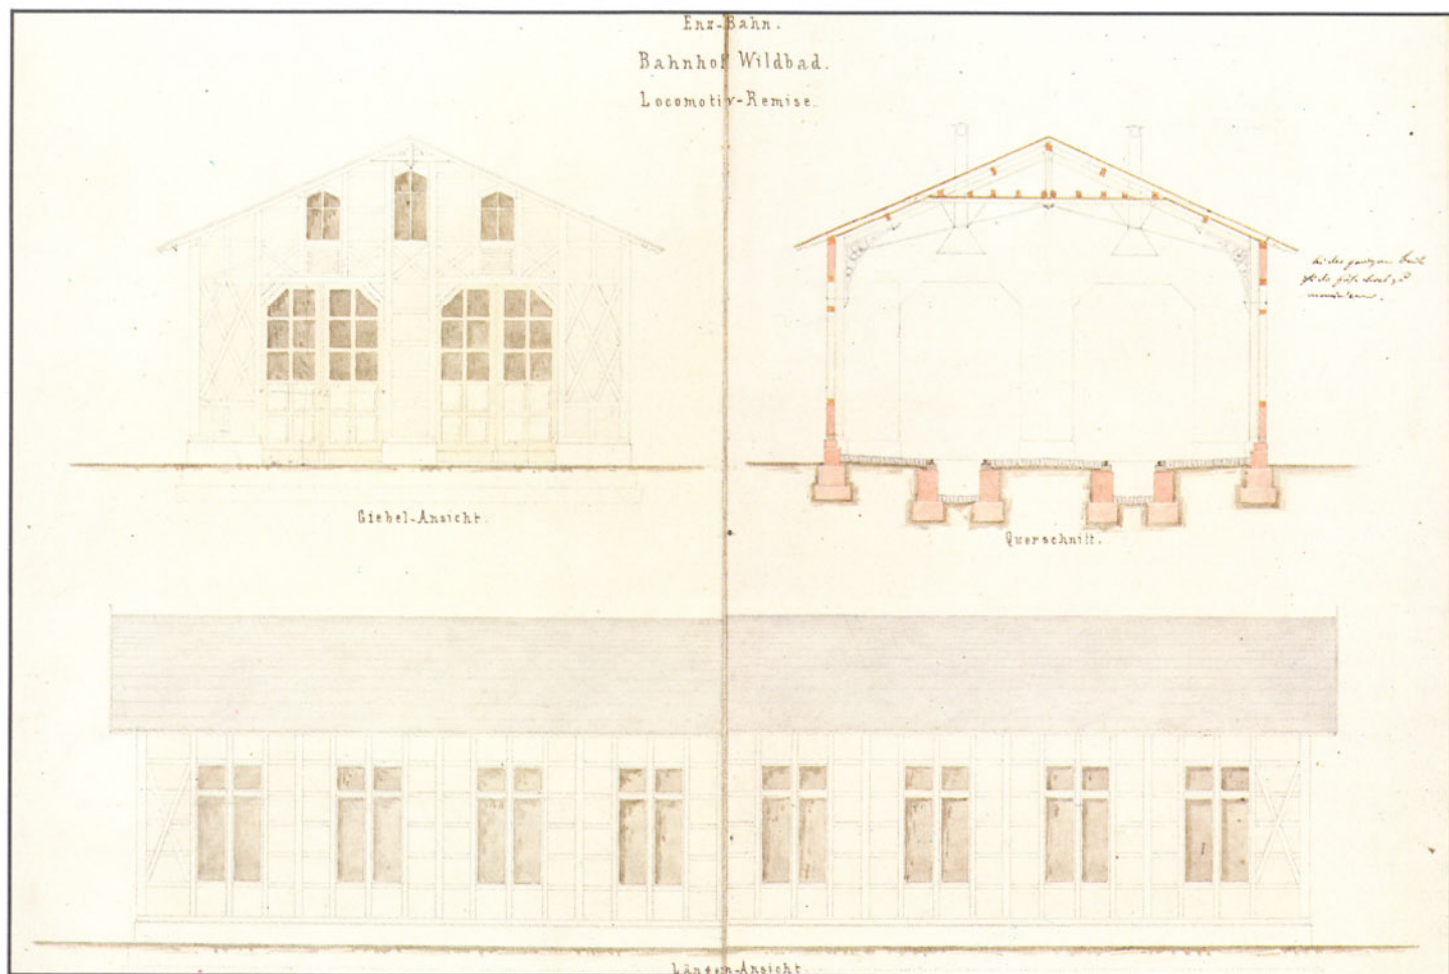 Enz-Bahn.
Bahnhof Wildbad.
Locomotiv-Remise.
Giebel-Ansicht.
Querschnitt.
Längen-Ansicht.